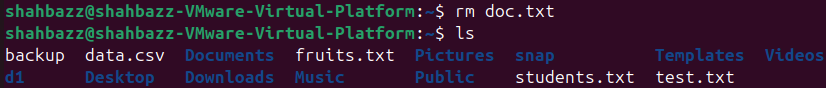 shahbazz@shahbazz-VMware-Virtual-Platform:~$ rm doc.txt
shahbazz@shahbazz-VMware-Virtual-Platform:~$ ls
backup data.csv Documents fruits.txt Pictures snap Templates Videos
d1 Desktop Downloads Music Public students.txt test.txt